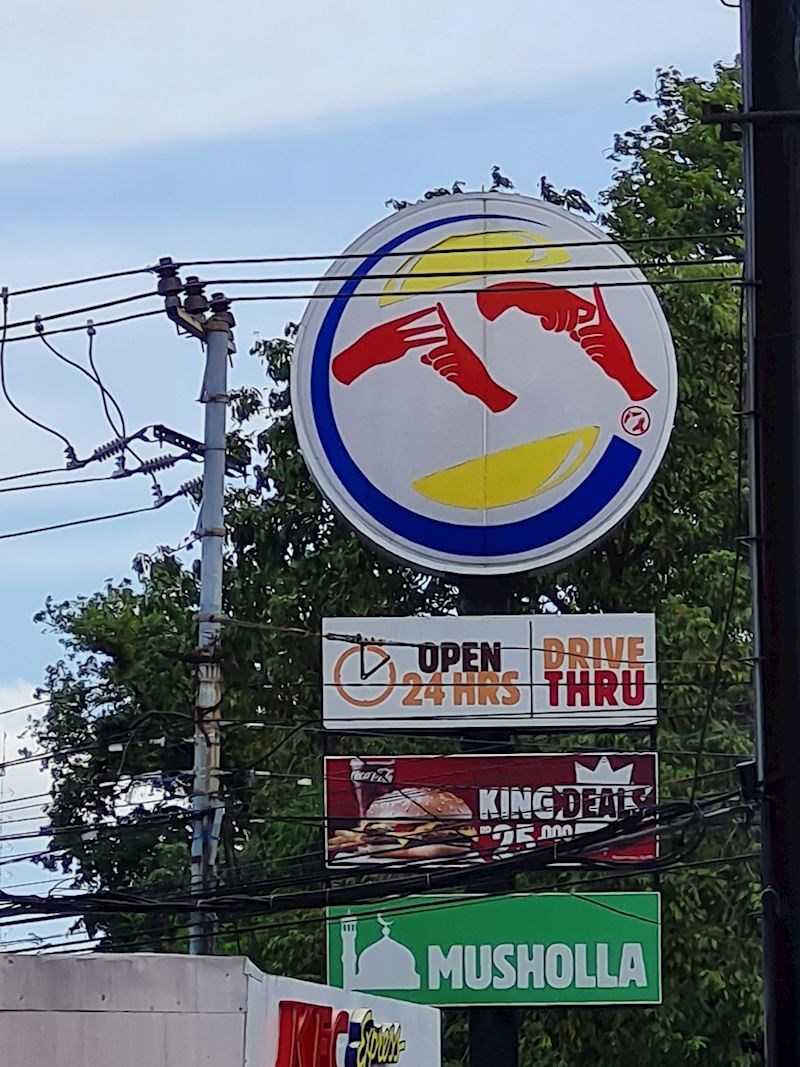 OPEN
24 HRS
DRIVE
THRU
KING DEALS
25.000
MUSHOLLA
KFC Express